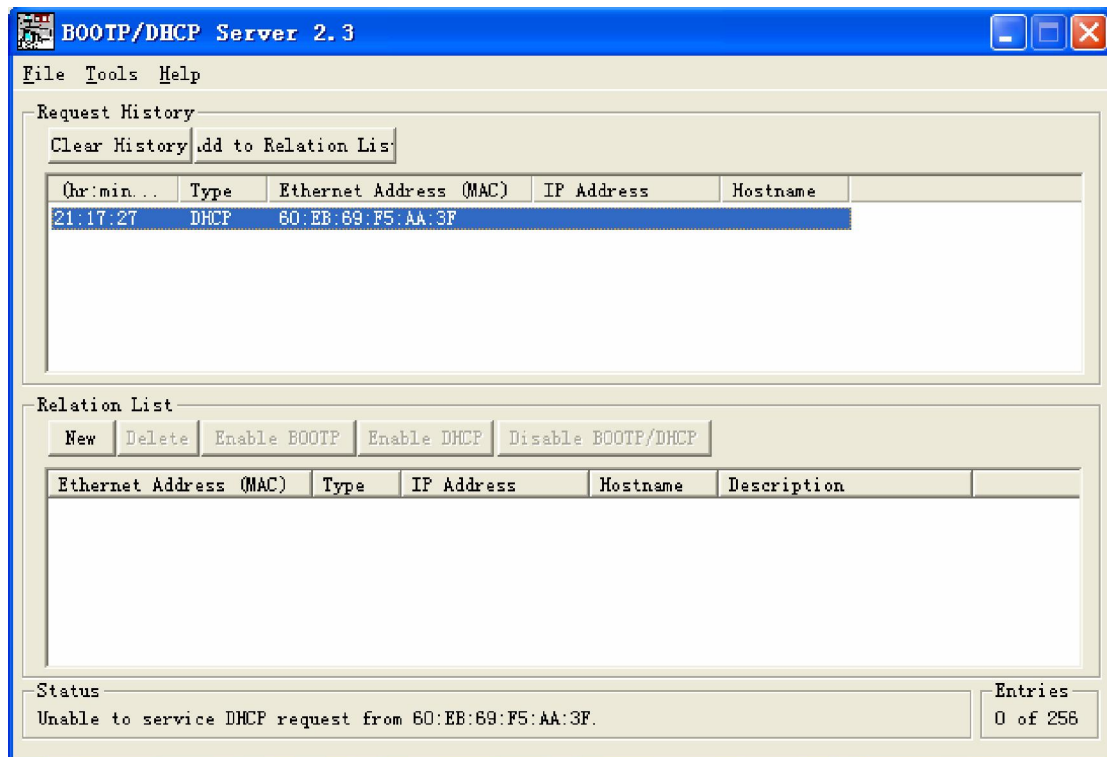 BOOTP/DHCP Server 2.3
File Tools Help
Request History
Clear History dd to Relation Lis
(hr:min... Type Ethernet Address (MAC) IP Address Hostname
21:17:27 DHCP 60:EB:69:F5:AA:3F
Relation List
New Delete Enable BOOTP Enable DHCP Disable BOOTP/DHCP
Ethernet Address (MAC) Type IP Address Hostname Description
Status
Unable to service DHCP request from 60:EB:69:F5:AA:3F.
Entries
0 of 256